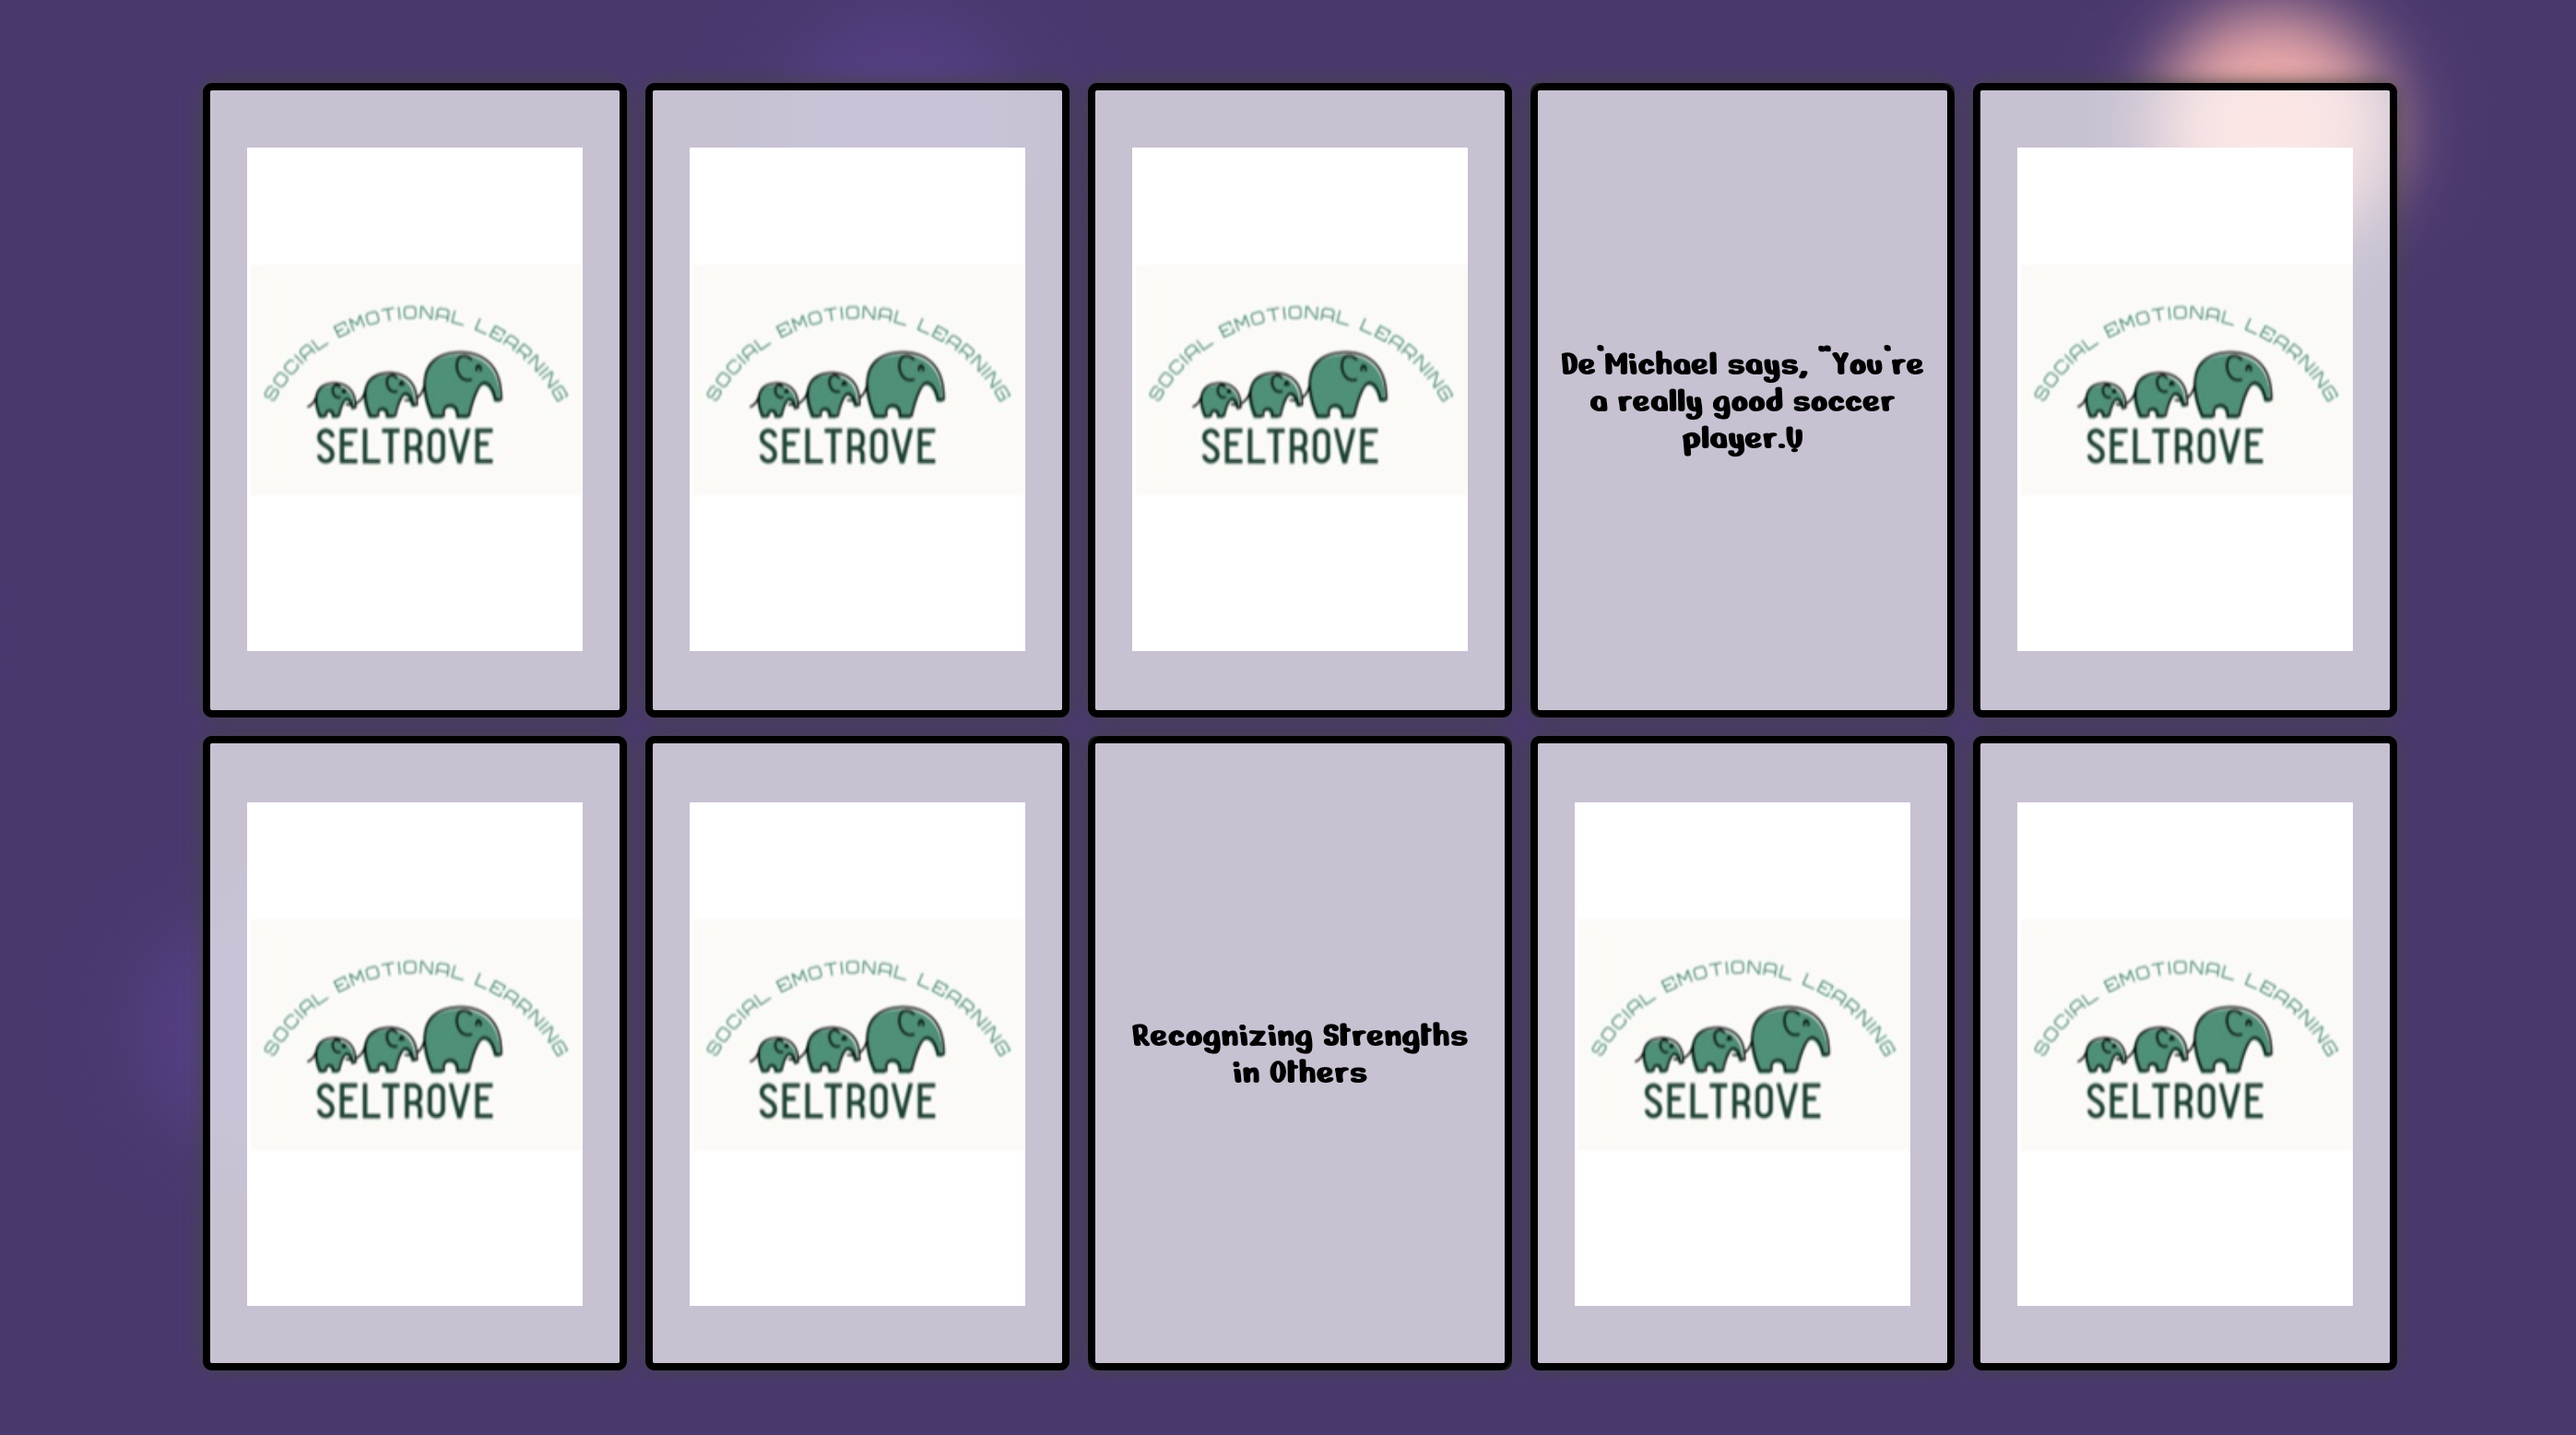 SOCIAL EMOTIONAL LEARNING
SELTROVE
SOCIAL EMOTIONAL LEARNING
SELTROVE
SOCIAL EMOTIONAL LEARNING
SELTROVE
De'Michael says, "You're
a really good soccer
player.Ṿ
SOCIAL EMOTIONAL LEARNING
SELTROVE
SOCIAL EMOTIONAL LEARNING
SELTROVE
SOCIAL EMOTIONAL LEARNING
SELTROVE
Recognizing Strengths
in Others
SOCIAL EMOTIONAL LEARNING
SELTROVE
SOCIAL EMOTIONAL LEARNING
SELTROVE